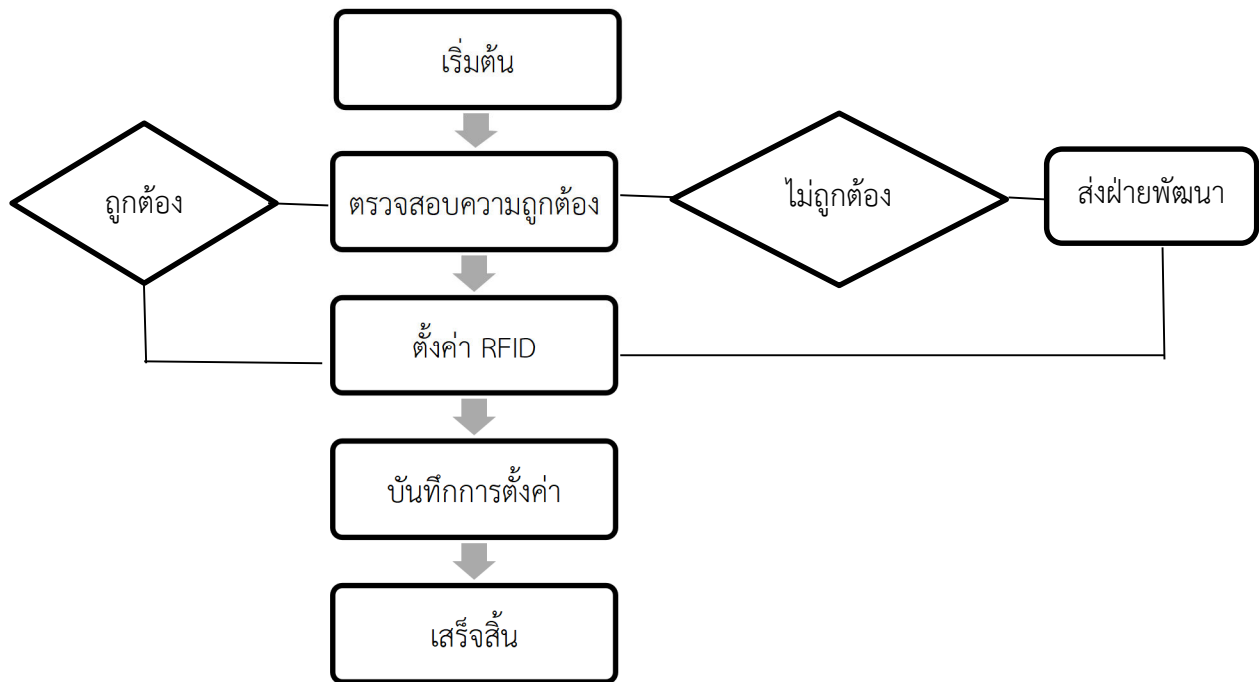 เริ่มต้น
ถูกต้อง
ตรวจสอบความถูกต้อง
ไม่ถูกต้อง
ส่งฝ่ายพัฒนา
ตั้งค่า RFID
บันทึกการตั้งค่า
เสร็จสิ้น